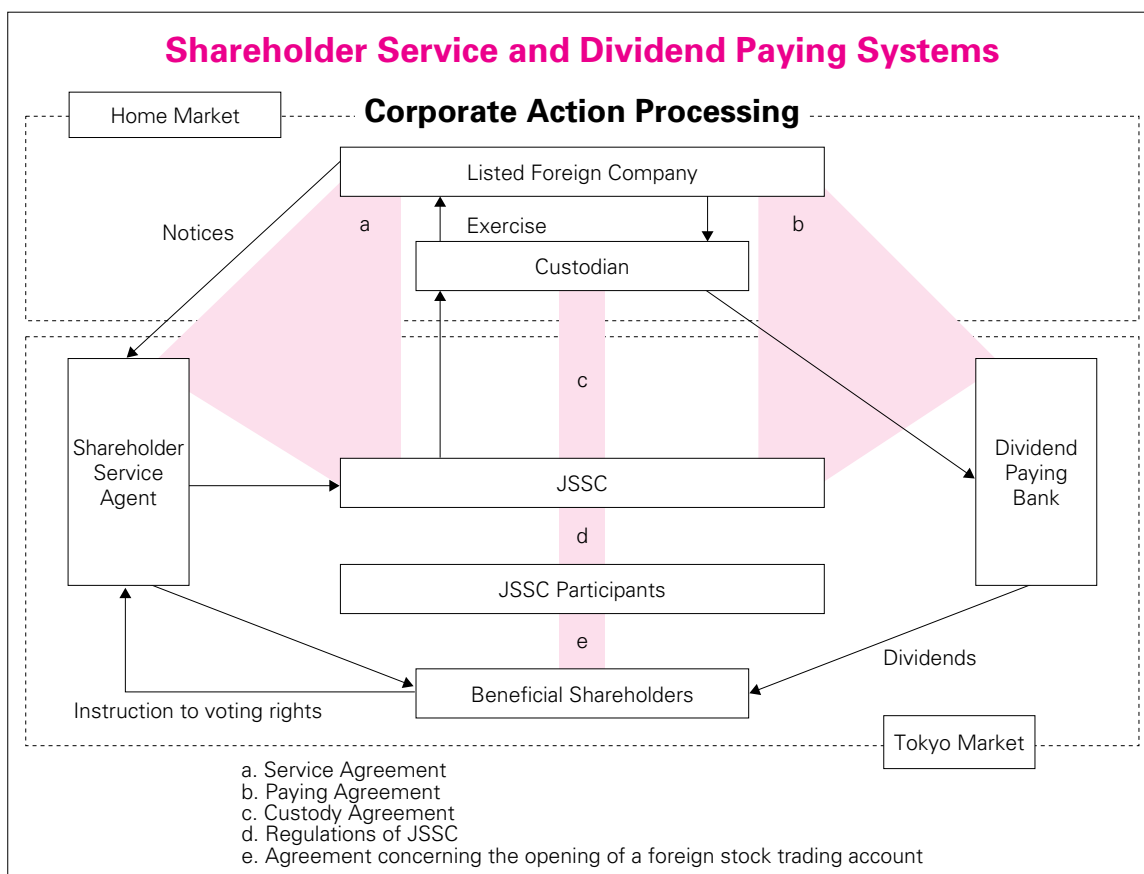 Shareholder Service and Dividend Paying Systems
Home Market
Corporate Action Processing
Listed Foreign Company
Notices
a
Exercise
b
Custodian
c
Shareholder
Service
Agent
Dividend
Paying
Bank
JSSC
d
JSSC Participants
e
Dividends
Beneficial Shareholders
Instruction to voting rights
Tokyo Market
a. Service Agreement
b. Paying Agreement
c. Custody Agreement
d. Regulations of JSSC
e. Agreement concerning the opening of a foreign stock trading account